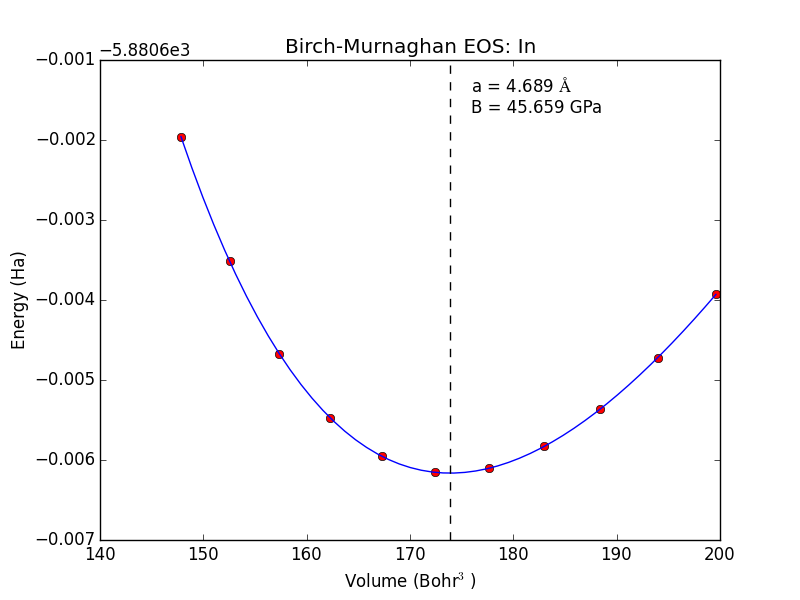 −5.8806e3
Birch-Murnaghan EOS: In
−0.001
a = 4.689 Å
B = 45.659 GPa
−0.002
−0.003
−0.004
−0.005
−0.006
−0.007
Energy (Ha)
140 150 160 170 180 190 200
Volume (Bohr³ )